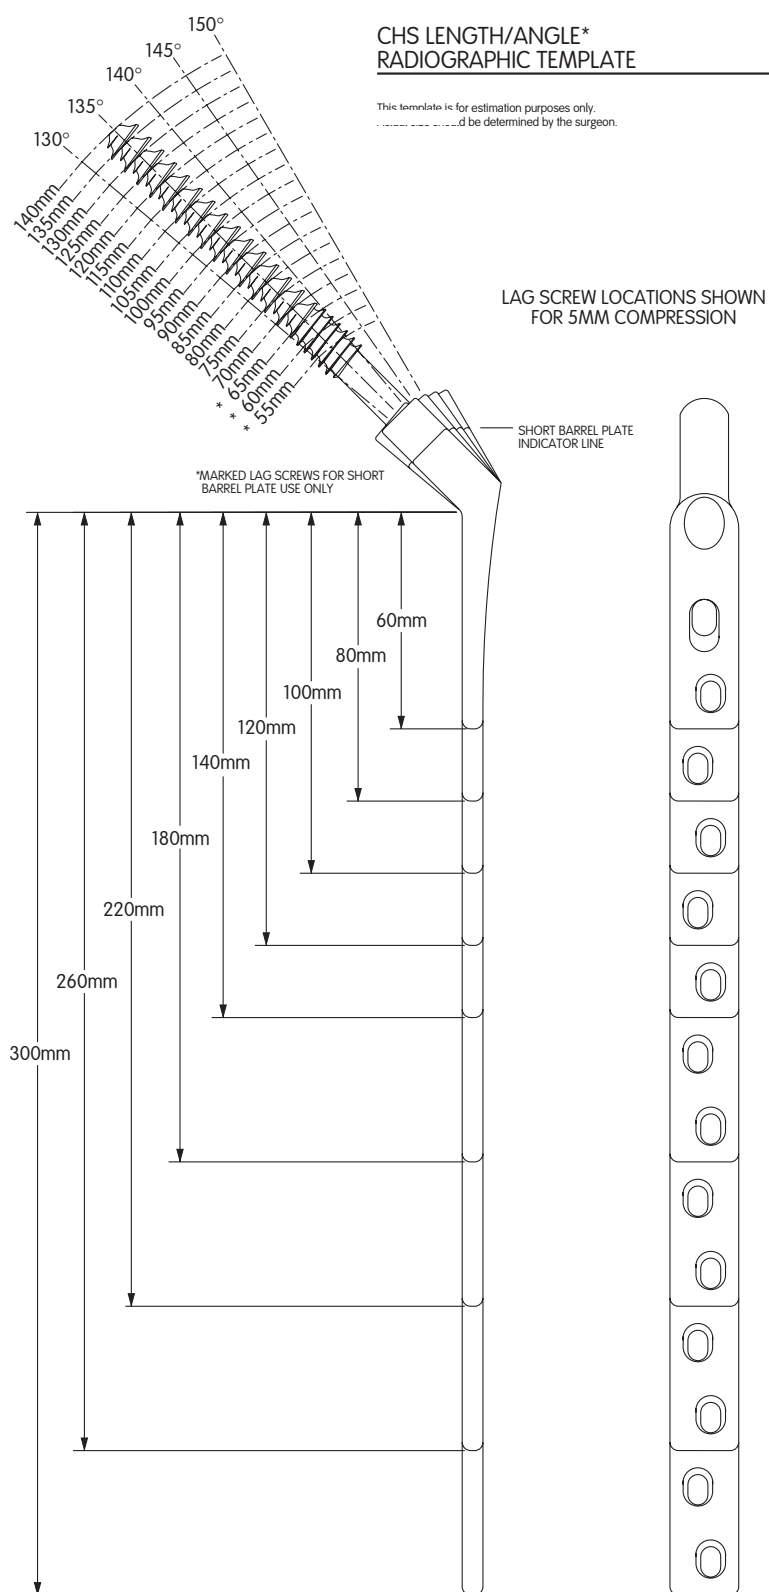 150°
145°
140°
135°
130°
CHS LENGTH/ANGLE*
RADIOGRAPHIC TEMPLATE
This template is for estimation purposes only.
be determined by the surgeon.
140mm
135mm
130mm
125mm
120mm
115mm
110mm
105mm
100mm
95mm
90mm
85mm
80mm
75mm
70mm
* 65mm
* 60mm
* 55mm
LAG SCREW LOCATIONS SHOWN
FOR 5MM COMPRESSION
SHORT BARREL PLATE
INDICATOR LINE
*MARKED LAG SCREWS FOR SHORT
BARREL PLATE USE ONLY
60mm
80mm
100mm
120mm
140mm
180mm
220mm
260mm
300mm